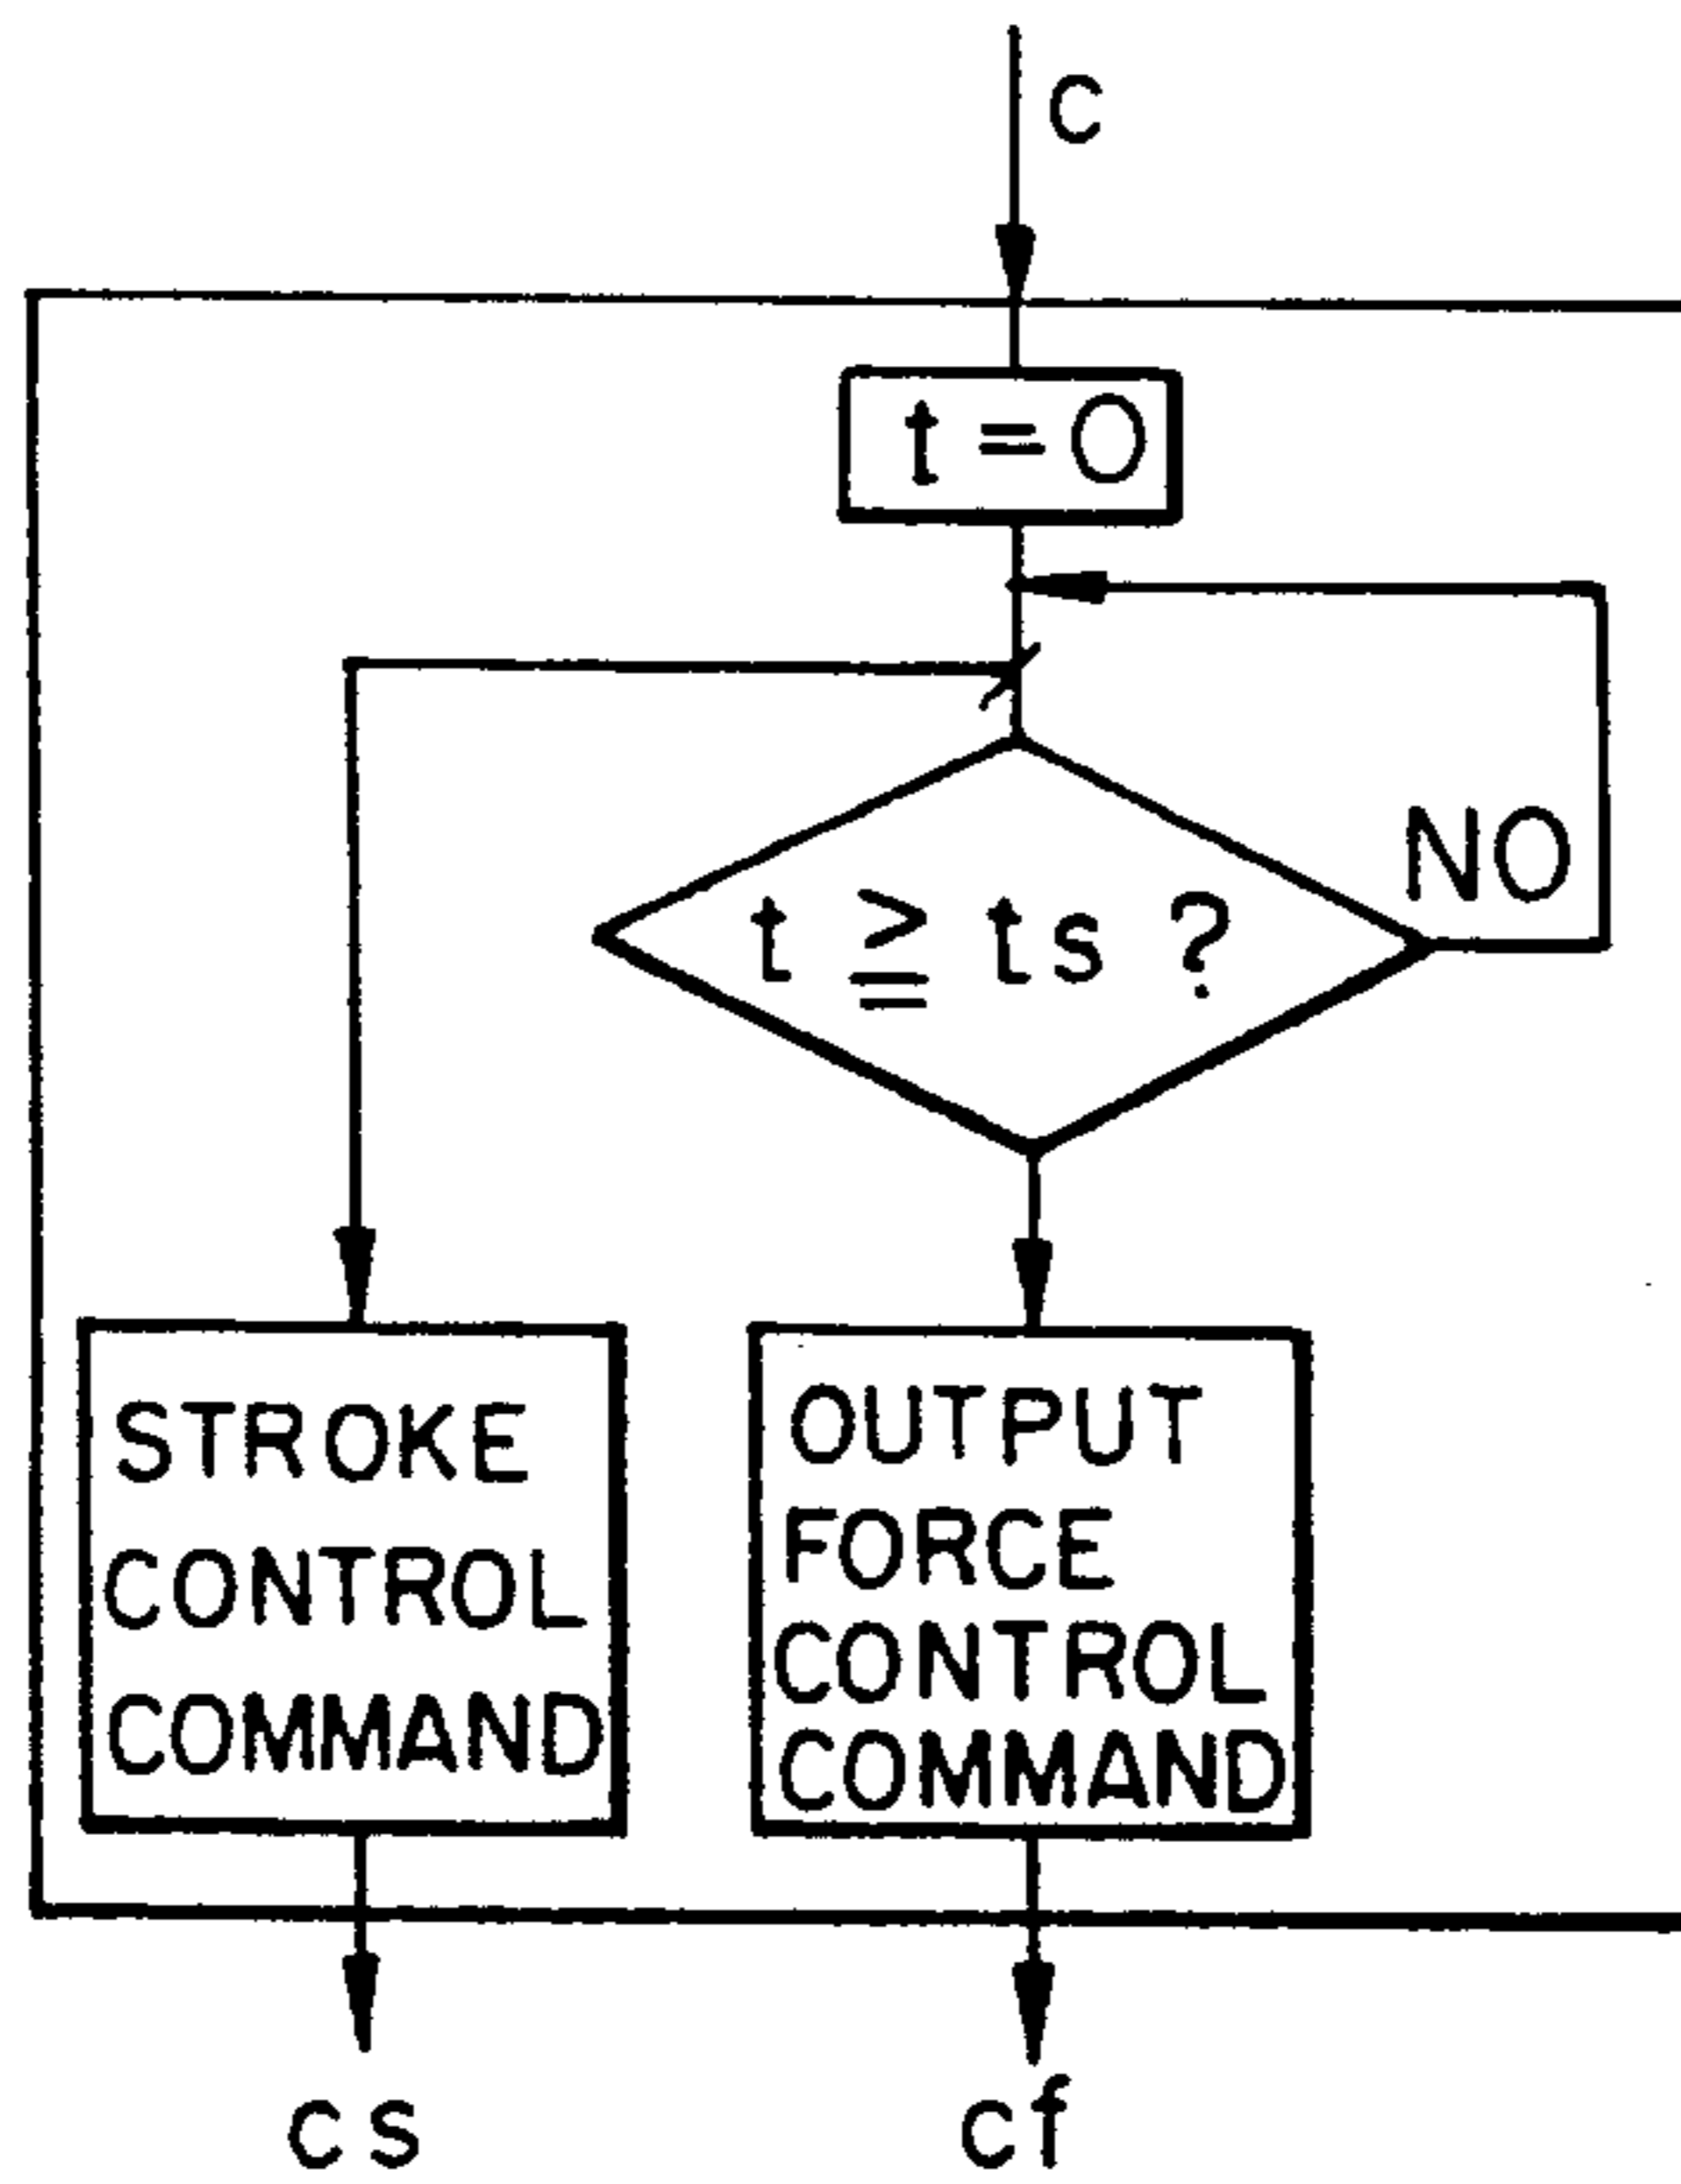 C
t = 0
NO
t ≧ ts ?
STROKE
CONTROL
COMMAND
OUTPUT
FORCE
CONTROL
COMMAND
cs
cf